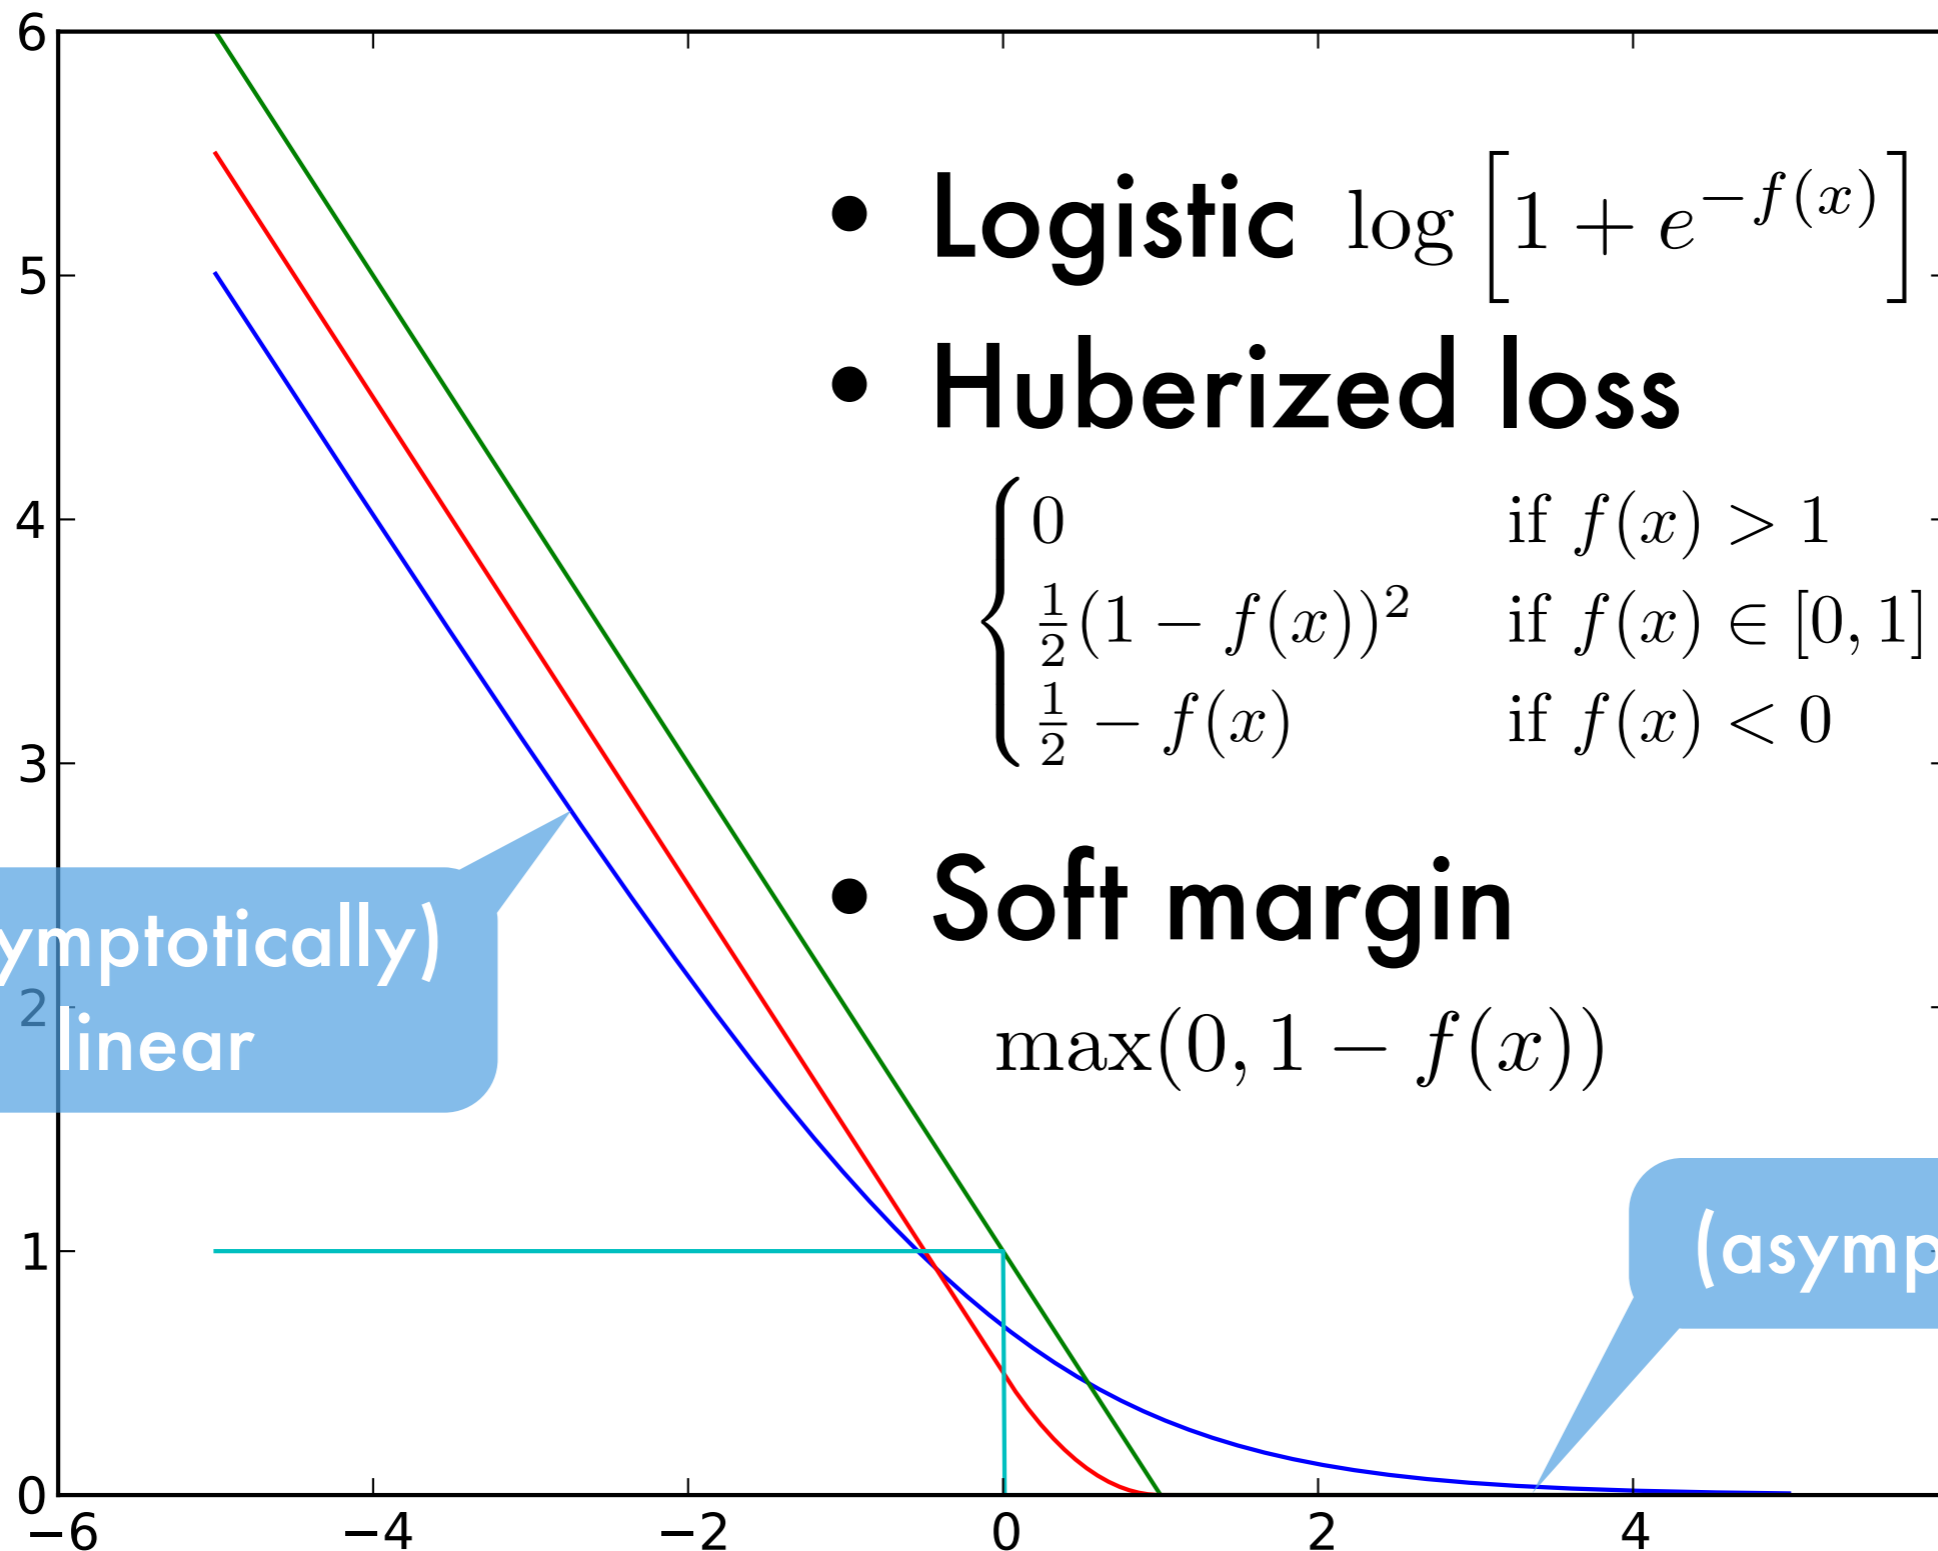 6
5
4
3
2
1
0
−6
−4
−2
0
2
4
• Logistic log [1 + e^{−f(x)}]
• Huberized loss
0 if f(x) > 1
½(1 − f(x))² if f(x) ∈ [0, 1]
½ − f(x) if f(x) < 0
• Soft margin
max(0, 1 − f(x))
ymptotically)
linear
(asymp